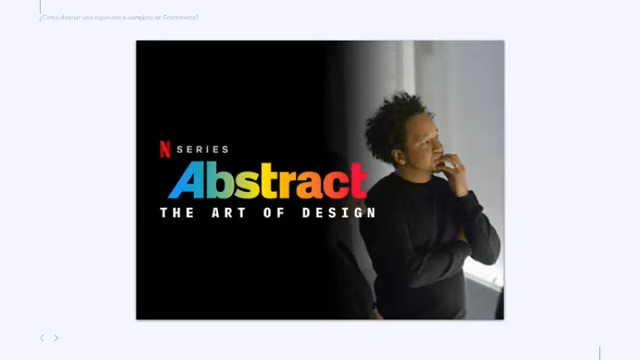 ¿Cómo diseñar una experiencia completa en Ecommerce?
N SERIES
Abstract
THE ART OF DESIGN